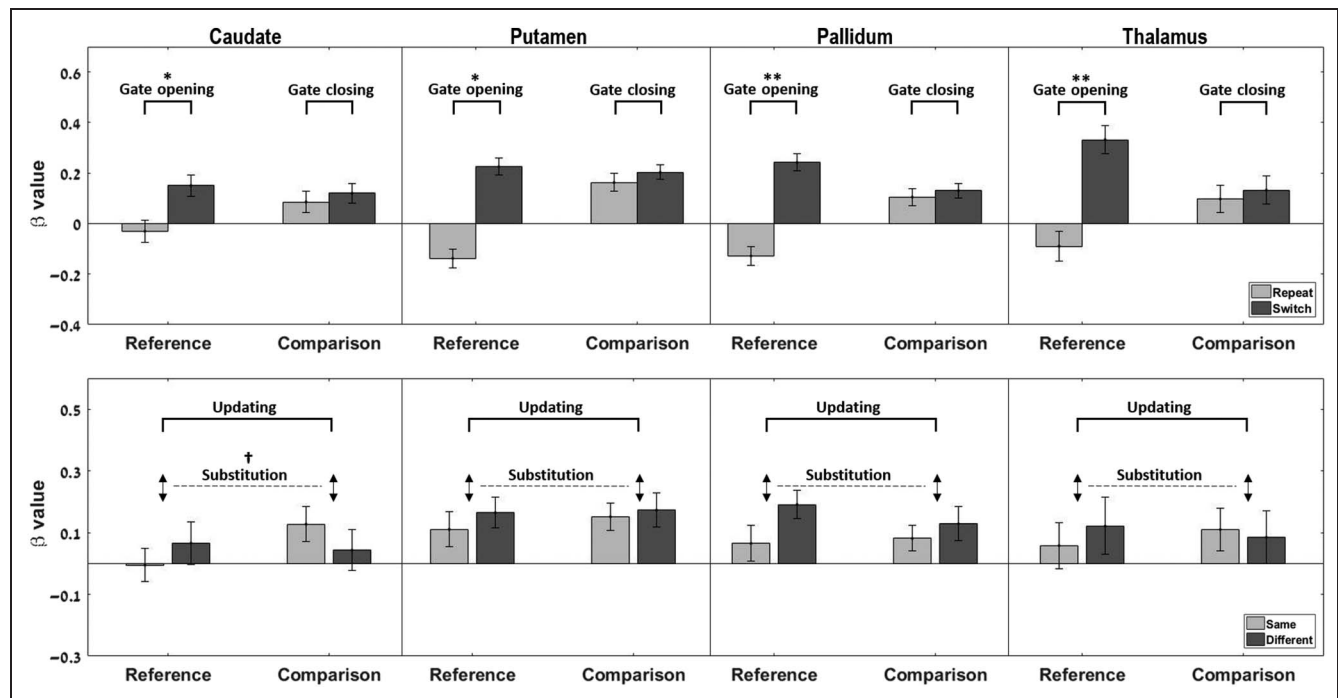 Caudate Putamen Pallidum Thalamus
0.6
* * ** **
Gate opening Gate closing Gate opening Gate closing Gate opening Gate closing Gate opening Gate closing
0.4
0.2
β value
0
−0.2
Repeat
Switch
−0.4
Reference Comparison Reference Comparison Reference Comparison Reference Comparison
0.5
Updating Updating Updating Updating
†
Substitution Substitution Substitution Substitution
0.3
0.1
β value
−0.1
Same
Different
−0.3
Reference Comparison Reference Comparison Reference Comparison Reference Comparison